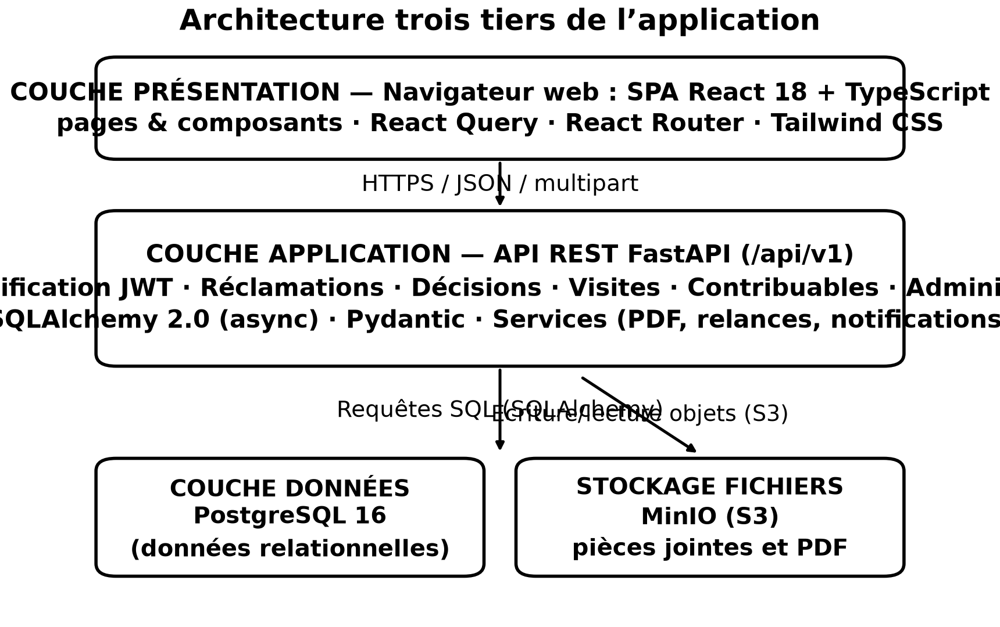 Architecture trois tiers de l’application
COUCHE PRÉSENTATION — Navigateur web : SPA React 18 + TypeScript
pages & composants · React Query · React Router · Tailwind CSS
HTTPS / JSON / multipart
COUCHE APPLICATION — API REST FastAPI (/api/v1)
ification JWT · Réclamations · Décisions · Visites · Contribuables · Admini
SQLAlchemy 2.0 (async) · Pydantic · Services (PDF, relances, notifications
Requêtes SQL (SQLAlchemy)
Écriture/lecture objets (S3)
COUCHE DONNÉES
PostgreSQL 16
(données relationnelles)
STOCKAGE FICHIERS
MinIO (S3)
pièces jointes et PDF